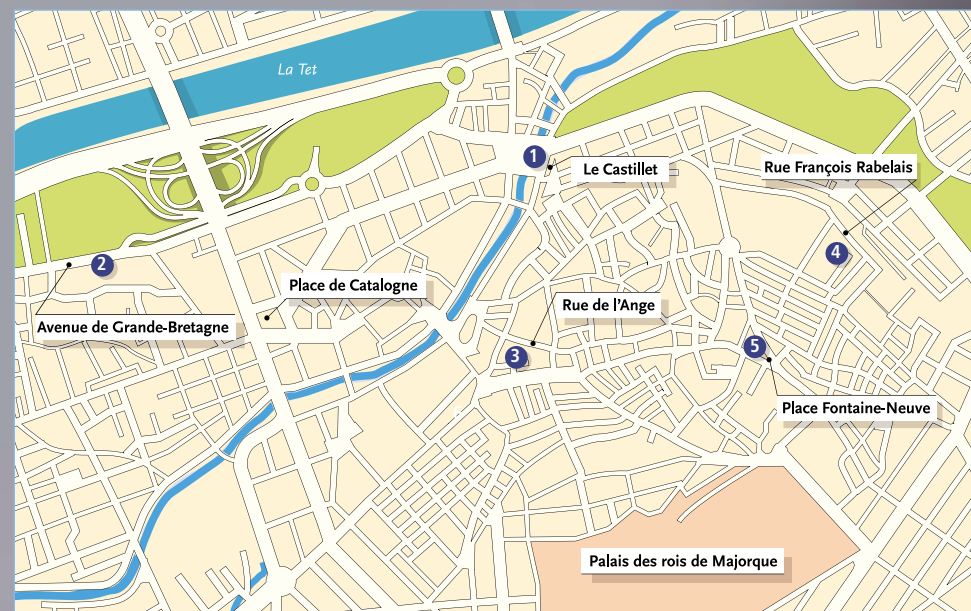 La Tet
1
Le Castillet
Rue François Rabelais
4
2
Place de Catalogne
Avenue de Grande-Bretagne
Rue de l'Ange
3
5
Place Fontaine-Neuve
Palais des rois de Majorque